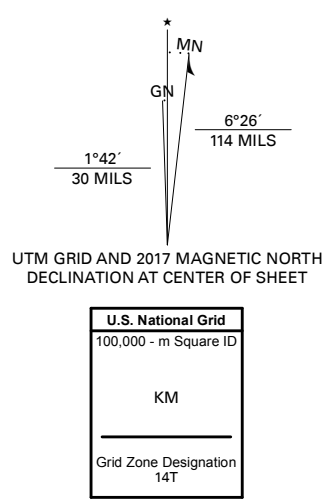 ★
MN
GN
6°26´
114 MILS
1°42´
30 MILS
UTM GRID AND 2017 MAGNETIC NORTH
DECLINATION AT CENTER OF SHEET
U.S. National Grid
100,000 - m Square ID
KM
Grid Zone Designation
14T